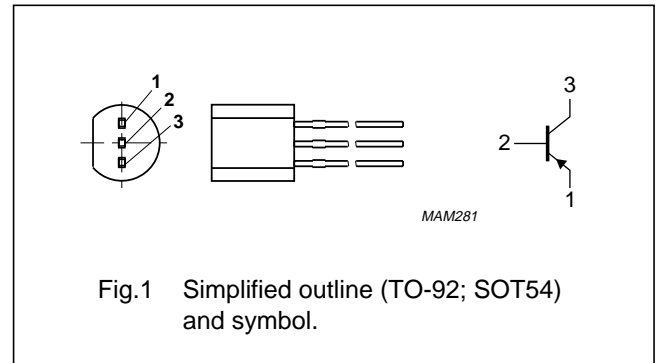 1
2
3
3
2
1
MAM281
Fig.1 Simplified outline (TO-92; SOT54)
and symbol.